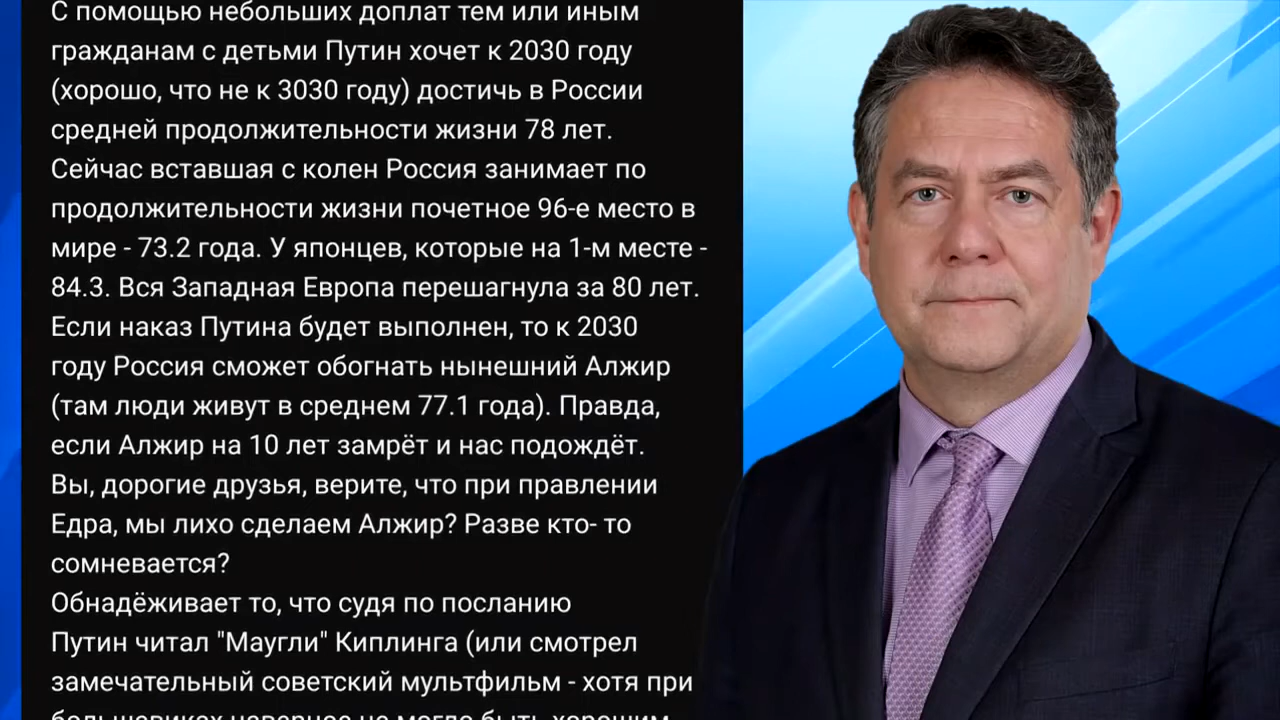 С помощью небольших доплат тем или иным
гражданам с детьми Путин хочет к 2030 году
(хорошо, что не к 3030 году) достичь в России
средней продолжительности жизни 78 лет.
Сейчас вставшая с колен Россия занимает по
продолжительности жизни почетное 96-е место в
мире - 73.2 года. У японцев, которые на 1-м месте -
84.3. Вся Западная Европа перешагнула за 80 лет.
Если наказ Путина будет выполнен, то к 2030
году Россия сможет обогнать нынешний Алжир
(там люди живут в среднем 77.1 года). Правда,
если Алжир на 10 лет замрёт и нас подождёт.
Вы, дорогие друзья, верите, что при правлении
Едра, мы лихо сделаем Алжир? Разве кто- то
сомневается?
Обнадёживает то, что судя по посланию
Путин читал "Маугли" Киплинга (или смотрел
замечательный советский мультфильм - хотя при
большевиках наверное не могло быть хорошим